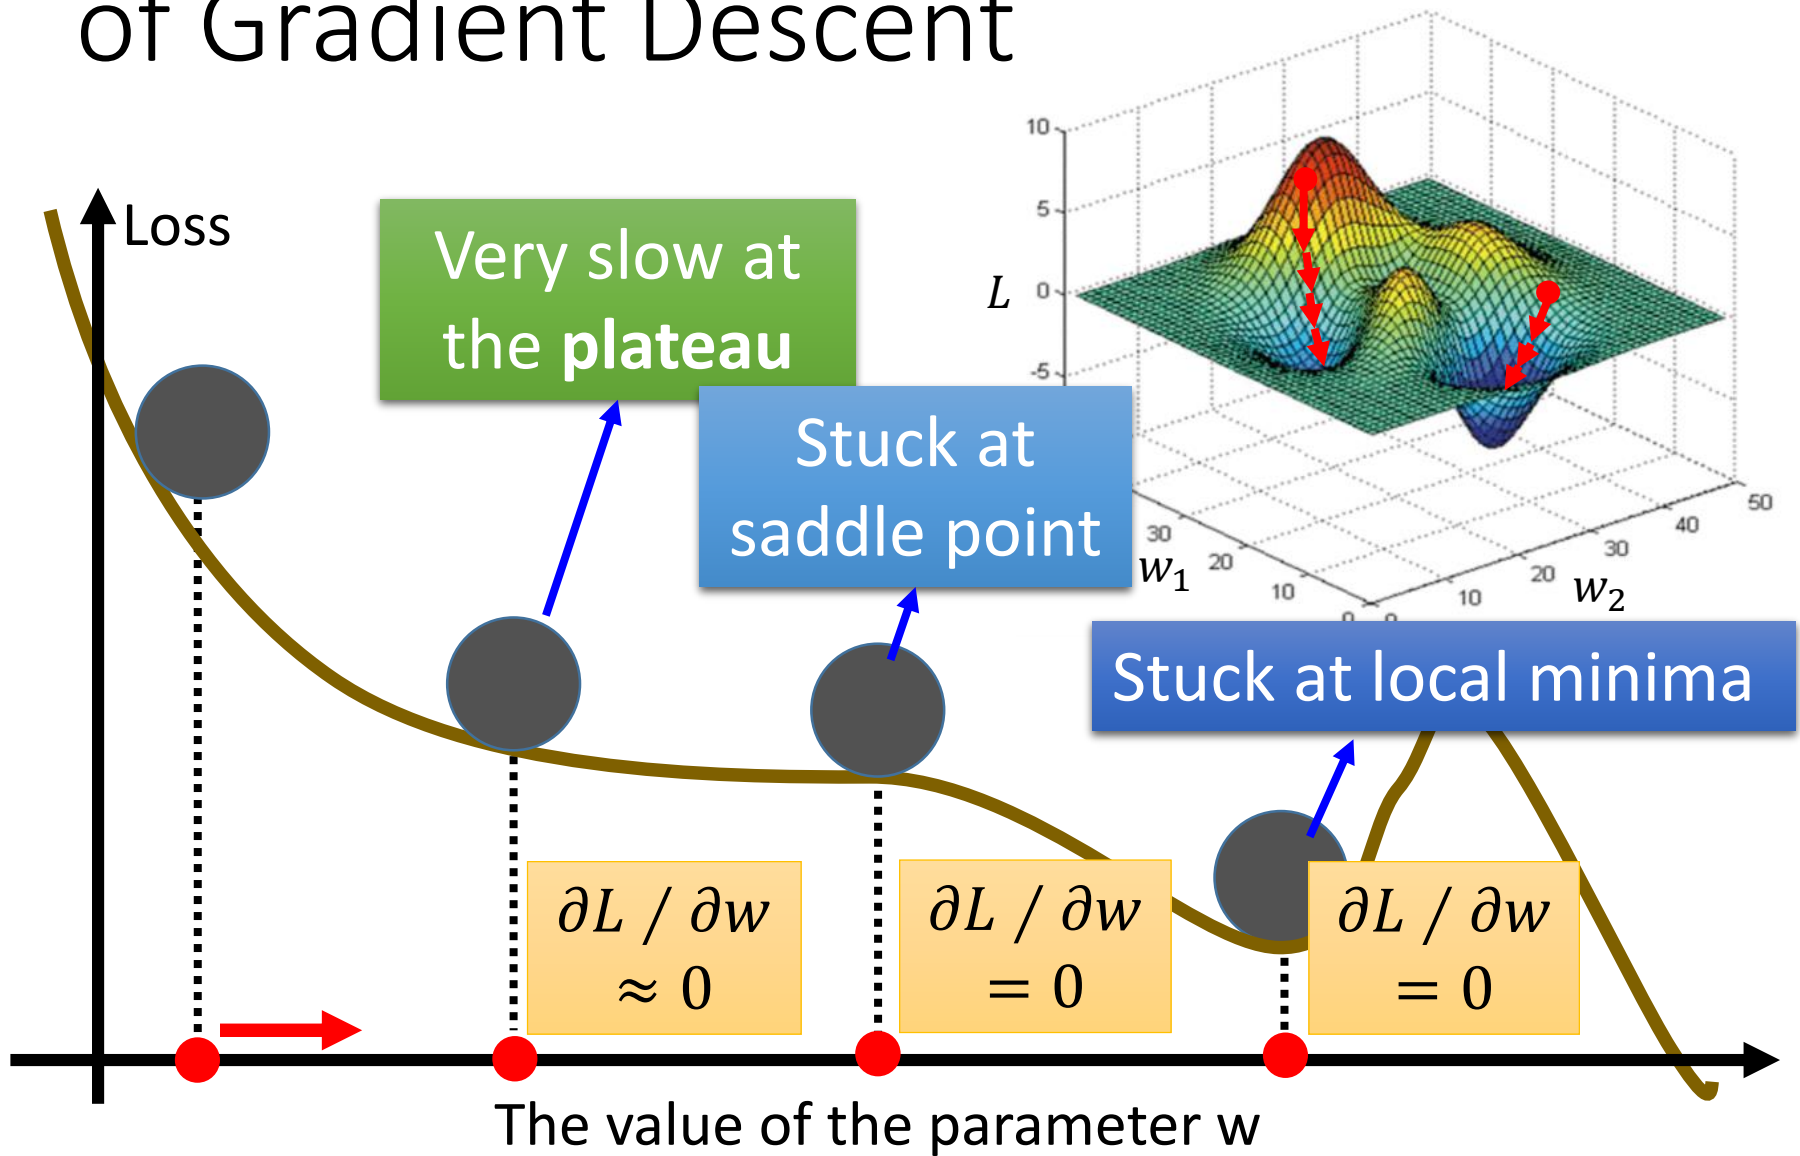 of Gradient Descent
Loss
Very slow at
the plateau
Stuck at
saddle point
Stuck at local minima
10
5
0
-5
L
30
20
10
0
w₁
0
10
20
30
40
50
w₂
∂L / ∂w
≈ 0
∂L / ∂w
= 0
∂L / ∂w
= 0
The value of the parameter w